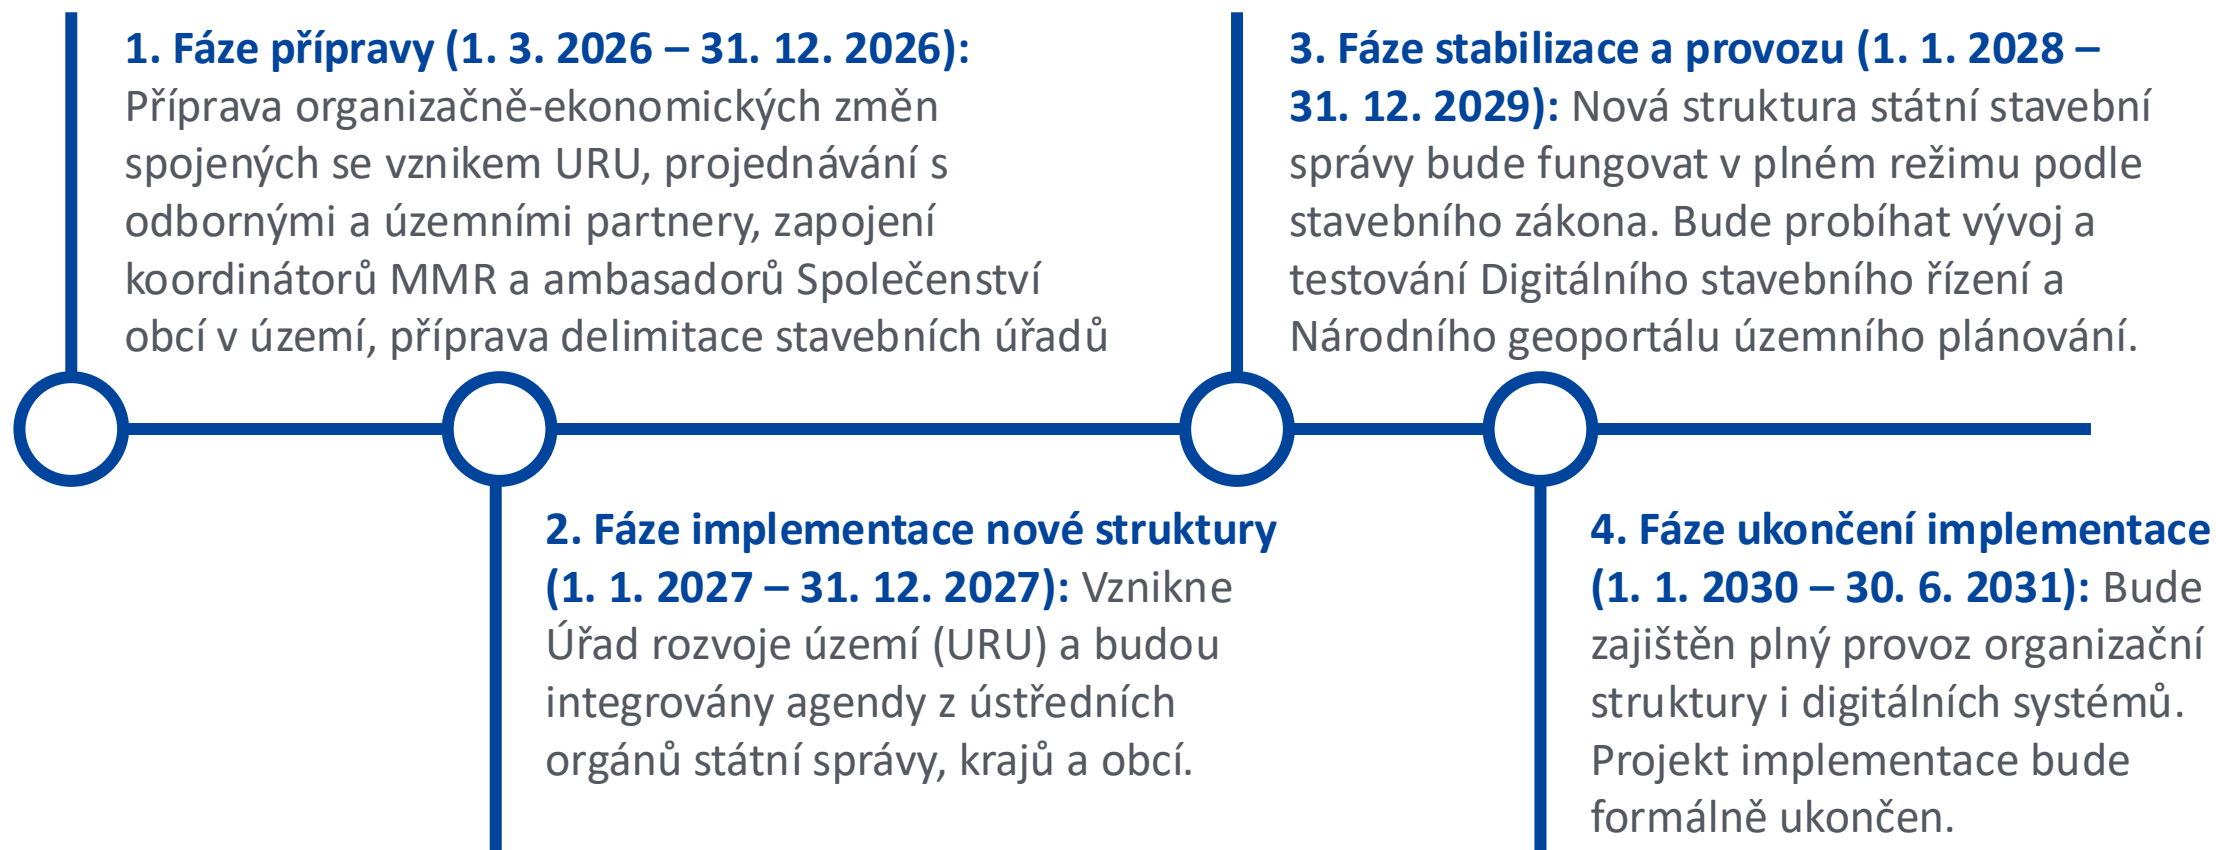 1. Fáze přípravy (1. 3. 2026 – 31. 12. 2026):
Příprava organizačně-ekonomických změn
spojených se vznikem URU, projednávání s
odbornými a územními partnery, zapojení
koordinátorů MMR a ambasadorů Společenství
obcí v území, příprava delimitace stavebních úřadů
2. Fáze implementace nové struktury
(1. 1. 2027 – 31. 12. 2027): Vznikne
Úřad rozvoje území (URU) a budou
integrovány agendy z ústředních
orgánů státní správy, krajů a obcí.
3. Fáze stabilizace a provozu (1. 1. 2028 –
31. 12. 2029): Nová struktura státní stavební
správy bude fungovat v plném režimu podle
stavebního zákona. Bude probíhat vývoj a
testování Digitálního stavebního řízení a
Národního geoportálu územního plánování.
4. Fáze ukončení implementace
(1. 1. 2030 – 30. 6. 2031): Bude
zajištěn plný provoz organizační
struktury i digitálních systémů.
Projekt implementace bude
formálně ukončen.